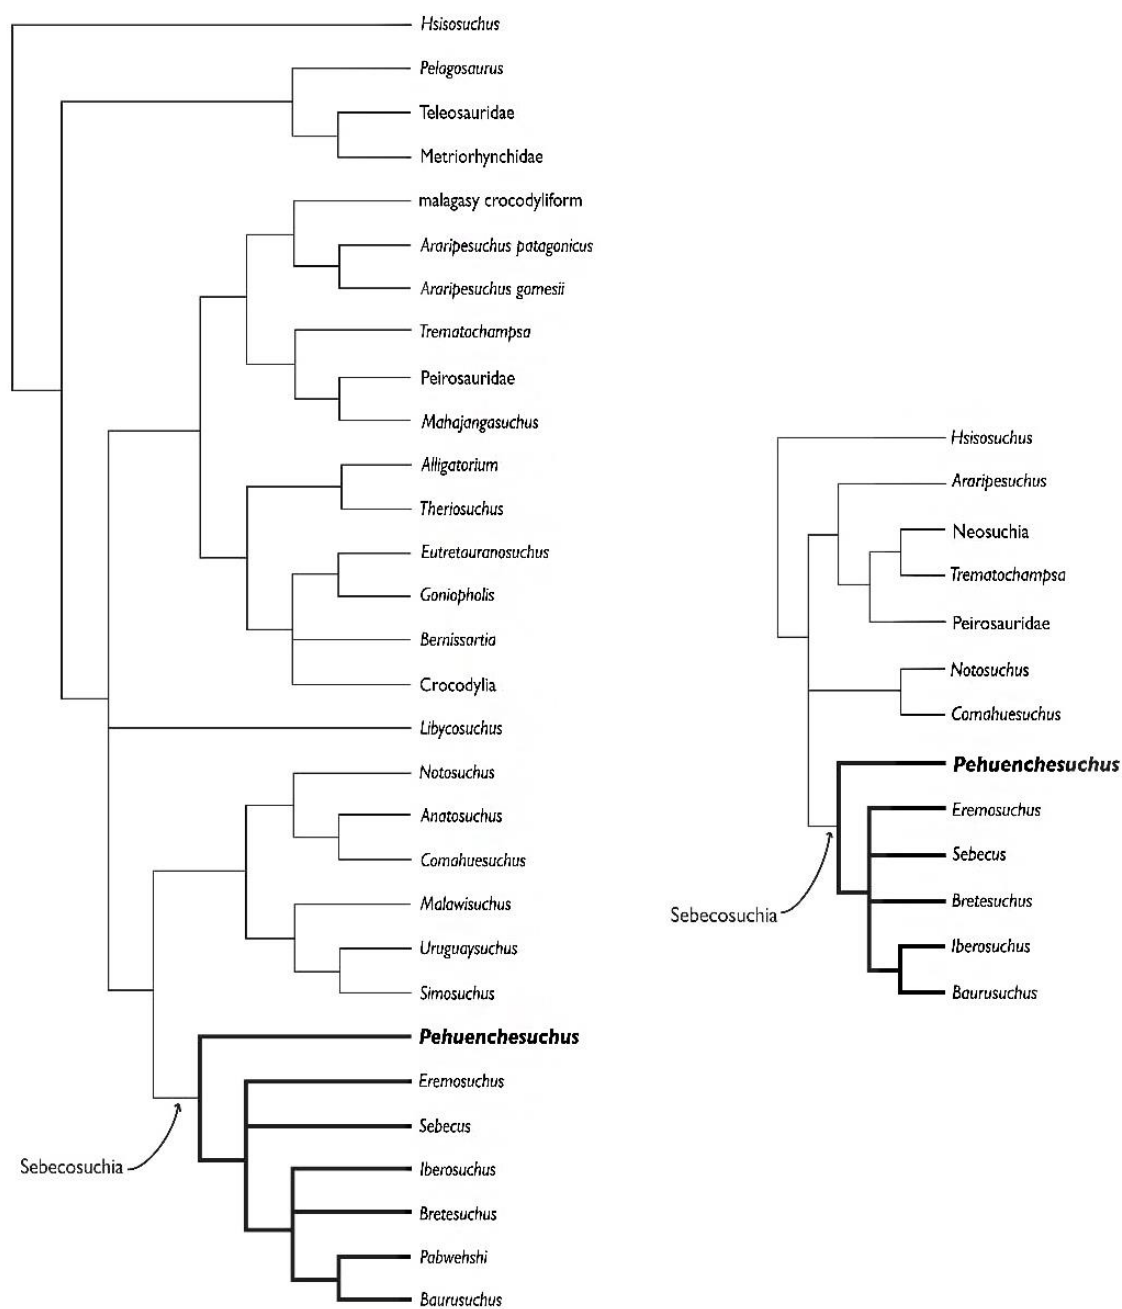 Hsisosuchus
Pelagosaurus
Teleosauridae
Metriorhynchidae
malagasy crocodyliform
Araripesuchus patagonicus
Araripesuchus gomesii
Trematochampsa
Peirosauridae
Mahajangasuchus
Alligatorium
Theriosuchus
Eutretauranosuchus
Goniopholis
Bernissartia
Crocodylia
Libycosuchus
Notosuchus
Anatosuchus
Comahuesuchus
Malawisuchus
Uruguaysuchus
Simosuchus
Pehuenchesuchus
Eremosuchus
Sebecus
Sebecosuchia
Iberosuchus
Bretesuchus
Pabwehshi
Baurusuchus
Hsisosuchus
Araripesuchus
Neosuchia
Trematochampsa
Peirosauridae
Notosuchus
Comahuesuchus
Pehuenchesuchus
Eremosuchus
Sebecus
Bretesuchus
Sebecosuchia
Iberosuchus
Baurusuchus